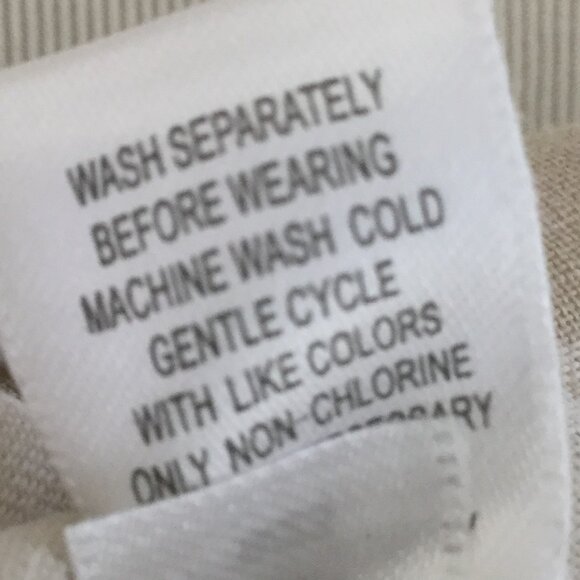 WASH SEPARATELY
BEFORE WEARING
MACHINE WASH COLD
GENTLE CYCLE
WITH LIKE COLORS
ONLY NON-CHLORINE